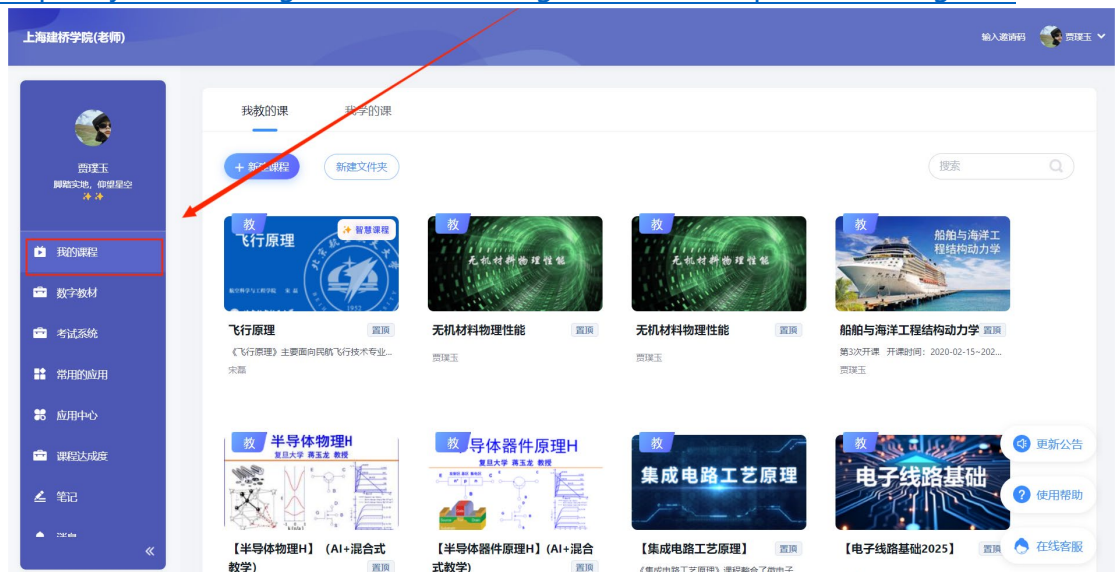 上海建桥学院(老师)
输入邀请码
贾璞玉
贾璞玉
脚踏实地，仰望星空
我的课程
数字教材
考试系统
常用的应用
应用中心
课程达成度
笔记
我教的课
我学的课
+ 新建课程
新建文件夹
搜索
教
飞行原理
智慧课程
1952
飞行原理
置顶
《飞行原理》主要面向民航飞行技术专业...
宋磊
教
无机材料物理性能
无机材料物理性能
置顶
贾璞玉
教
无机材料物理性能
无机材料物理性能
置顶
贾璞玉
教
船舶与海洋工
程结构动力学
船舶与海洋工程结构动力学
置顶
第3次开课 开课时间：2020-02-15~202...
贾璞玉
教
半导体物理H
复旦大学 蒋玉龙 教授
【半导体物理H】（AI+混合式
教学）
置顶
教
导体器件原理H
复旦大学 蒋玉龙 教授
【半导体器件原理H】(AI+混合
式教学)
置顶
教
集成电路工艺原理
【集成电路工艺原理】
置顶
《集成电路工艺原理》课程整合了微电子
教
电子线路基础
【电子线路基础2025】
置顶
更新公告
使用帮助
在线客服